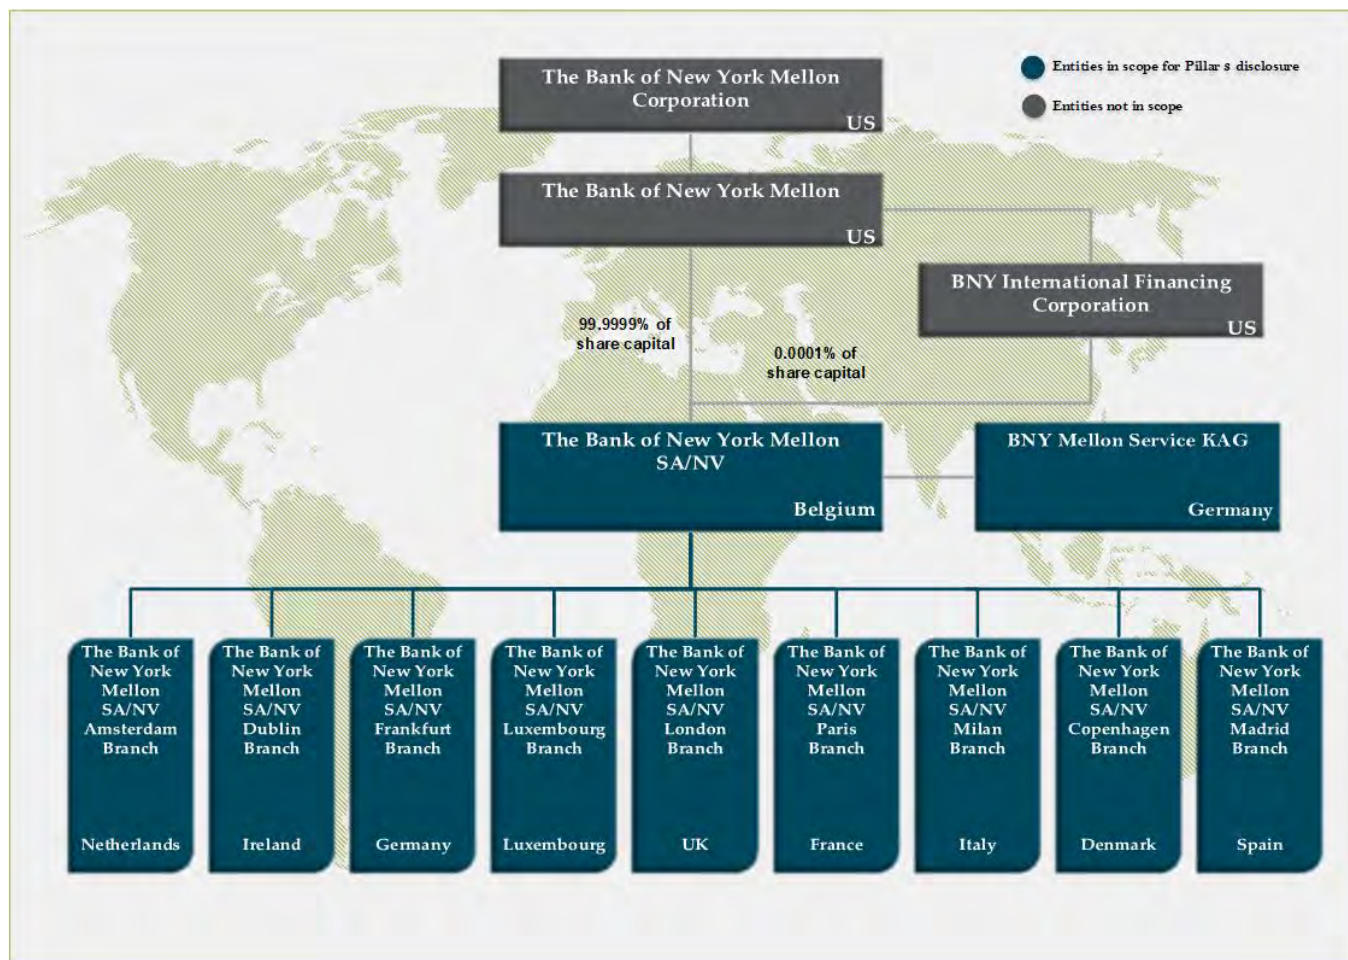 Entities in scope for Pillar 3 disclosure
Entities not in scope
The Bank of New York Mellon
Corporation
US
The Bank of New York Mellon
US
BNY International Financing
Corporation
US
99.9999% of
share capital
0.0001% of
share capital
The Bank of New York Mellon
SA/NV
Belgium
BNY Mellon Service KAG
Germany
The Bank of
New York
Mellon
SA/NV
Amsterdam
Branch
Netherlands
The Bank of
New York
Mellon
SA/NV
Dublin
Branch
Ireland
The Bank of
New York
Mellon
SA/NV
Frankfurt
Branch
Germany
The Bank of
New York
Mellon
SA/NV
Luxembourg
Branch
Luxembourg
The Bank of
New York
Mellon
SA/NV
London
Branch
UK
The Bank of
New York
Mellon
SA/NV
Paris
Branch
France
The Bank of
New York
Mellon
SA/NV
Milan
Branch
Italy
The Bank of
New York
Mellon
SA/NV
Copenhagen
Branch
Denmark
The Bank of
New York
Mellon
SA/NV
Madrid
Branch
Spain